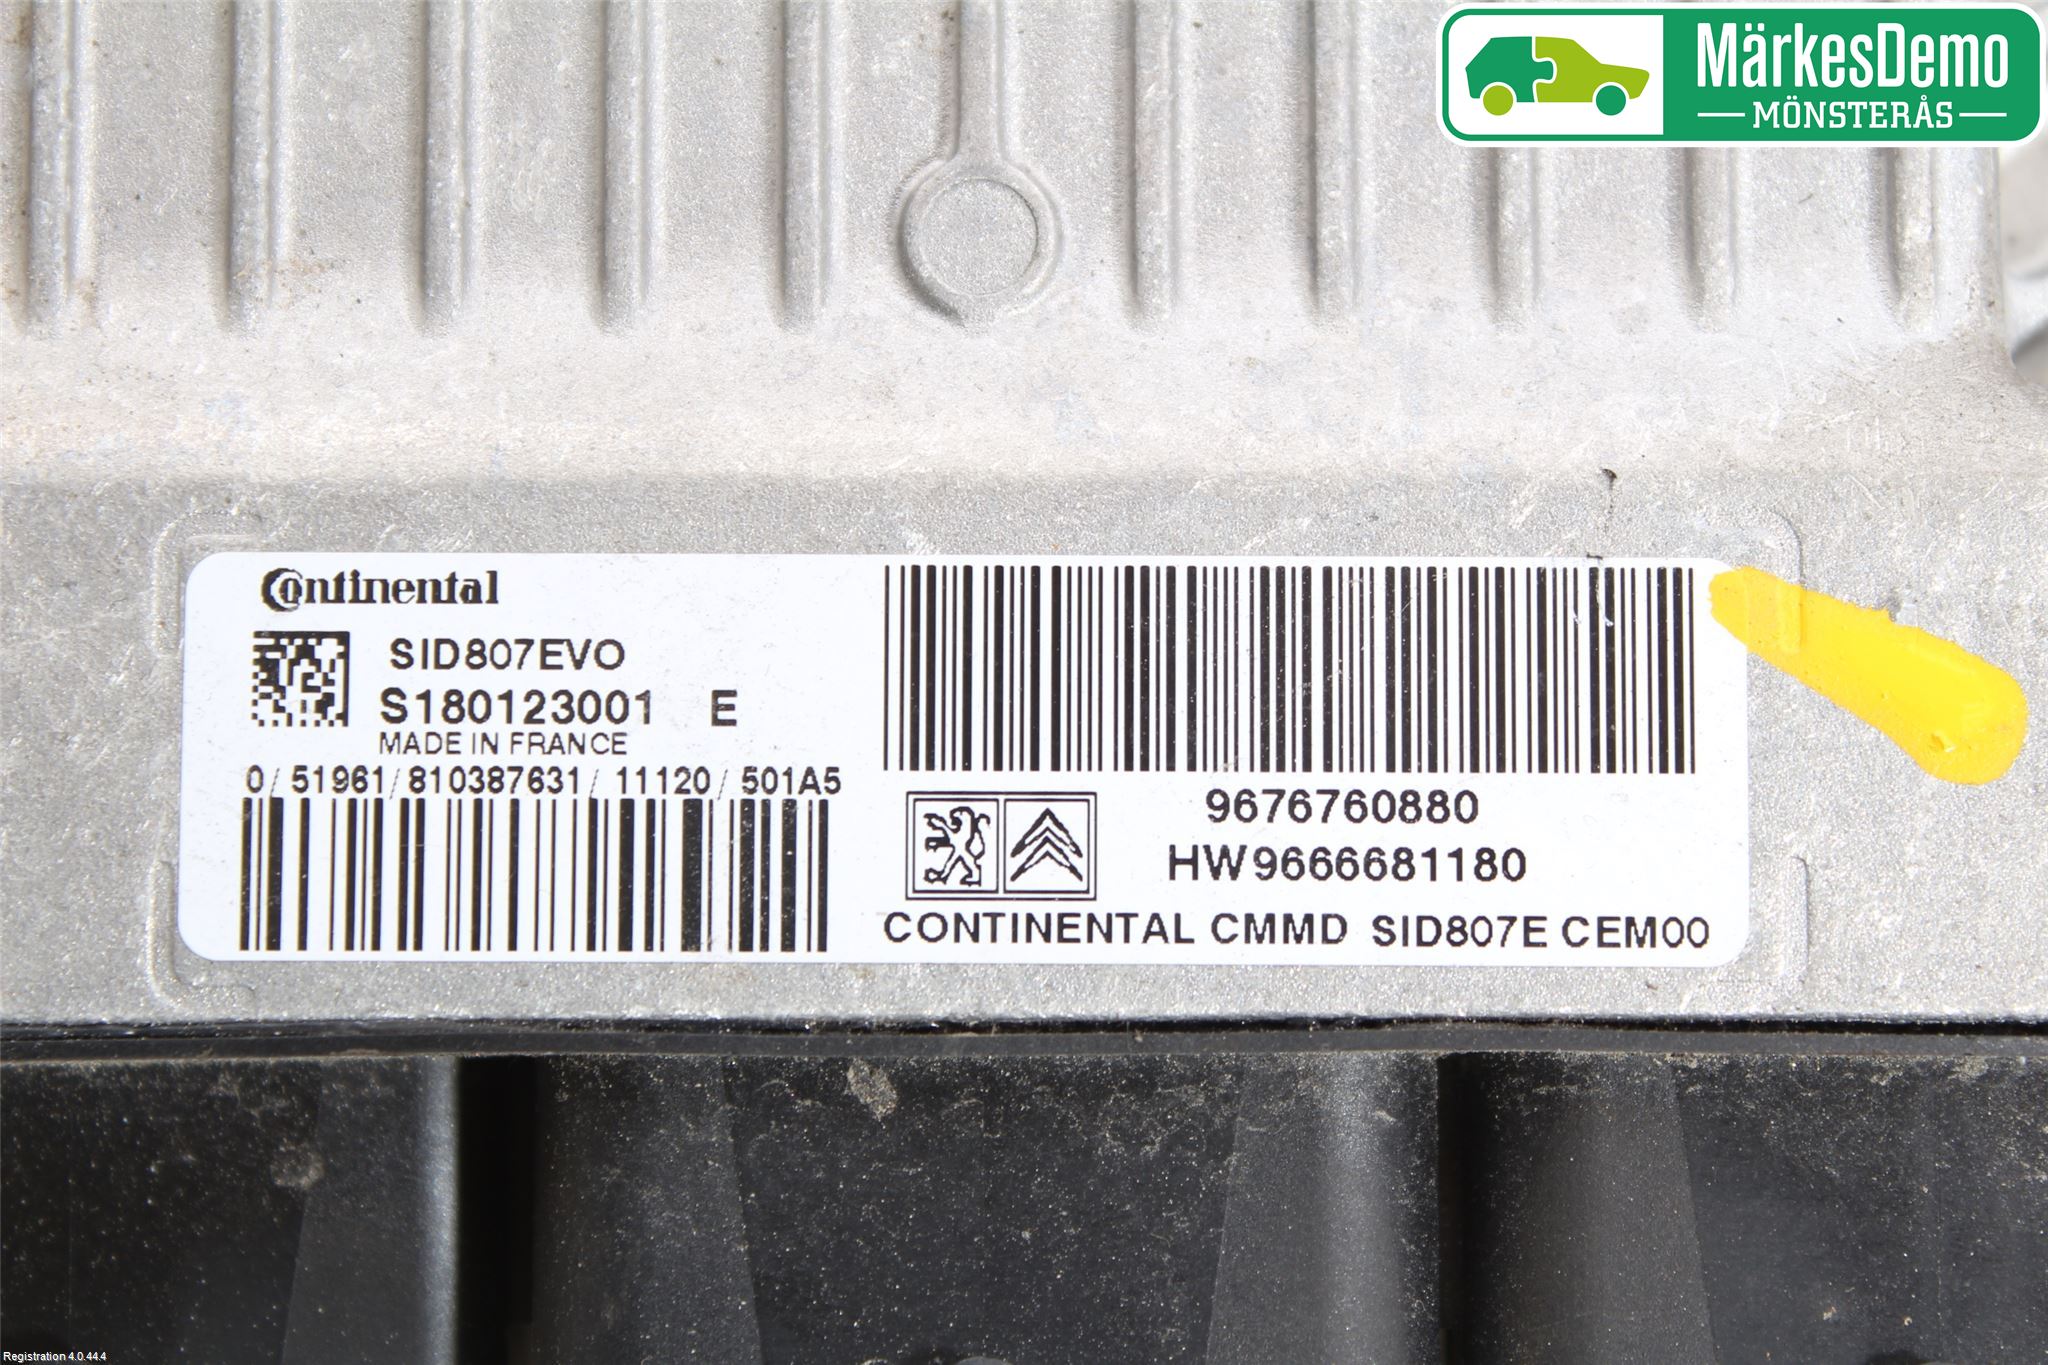 MärkesDemo
MÖNSTERÅS
Continental
SID807EVO
S180123001 E
MADE IN FRANCE
0/51961/810387631/11120/501A5
9676760880
HW9666681180
CONTINENTAL CMMD SID807E CEM00
Registration 4.0.44.4